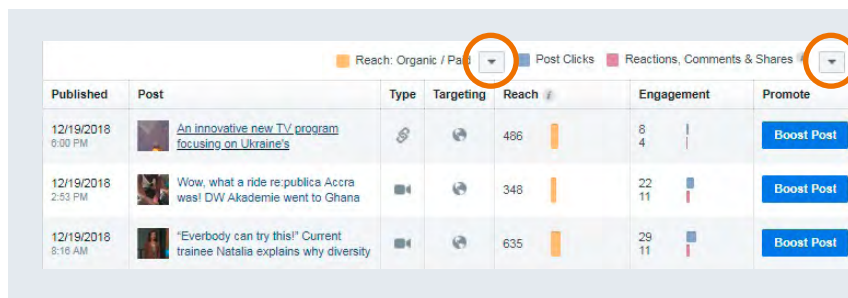 Reach: Organic / Paid Post Clicks Reactions, Comments & Shares i
Published Post Type Targeting Reach i Engagement Promote
12/19/2018
6:00 PM
An innovative new TV program
focusing on Ukraine's
486
8
4
Boost Post
12/19/2018
2:53 PM
Wow, what a ride re:publica Accra
was! DW Akademie went to Ghana
348
22
11
Boost Post
12/19/2018
8:16 AM
"Everybody can try this!" Current
trainee Natalia explains why diversity
635
29
11
Boost Post